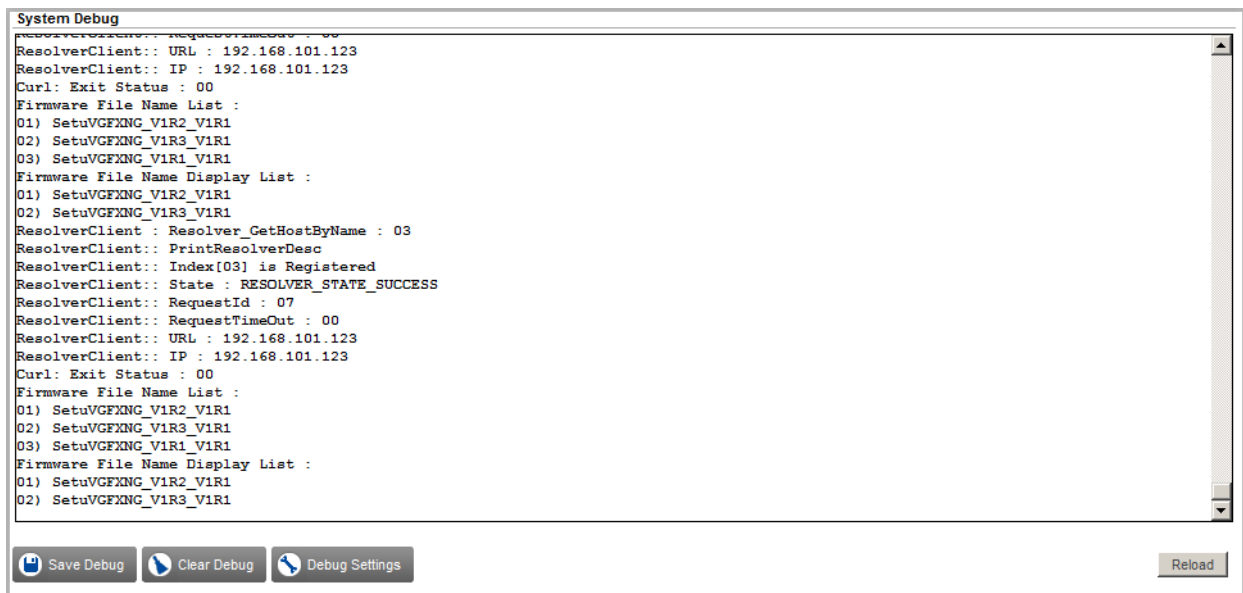 System Debug
ResolverClient:: RequestTimeOut : 00
ResolverClient:: URL : 192.168.101.123
ResolverClient:: IP : 192.168.101.123
Curl: Exit Status : 00
Firmware File Name List :
01) SetuVGFXNG_V1R2_V1R1
02) SetuVGFXNG_V1R3_V1R1
03) SetuVGFXNG_V1R1_V1R1
Firmware File Name Display List :
01) SetuVGFXNG_V1R2_V1R1
02) SetuVGFXNG_V1R3_V1R1
ResolverClient : Resolver_GetHostByName : 03
ResolverClient:: PrintResolverDesc
ResolverClient:: Index[03] is Registered
ResolverClient:: State : RESOLVER_STATE_SUCCESS
ResolverClient:: RequestId : 07
ResolverClient:: RequestTimeOut : 00
ResolverClient:: URL : 192.168.101.123
ResolverClient:: IP : 192.168.101.123
Curl: Exit Status : 00
Firmware File Name List :
01) SetuVGFXNG_V1R2_V1R1
02) SetuVGFXNG_V1R3_V1R1
03) SetuVGFXNG_V1R1_V1R1
Firmware File Name Display List :
01) SetuVGFXNG_V1R2_V1R1
02) SetuVGFXNG_V1R3_V1R1
Save Debug
Clear Debug
Debug Settings
Reload